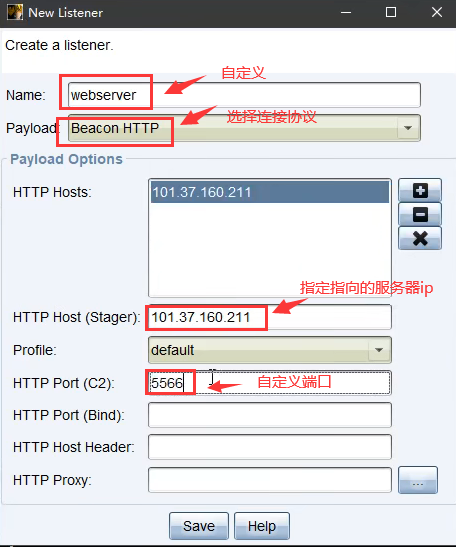 New Listener
Create a listener.
自定义
Name: webserver
选择连接协议
Payload: Beacon HTTP
Payload Options
HTTP Hosts: 101.37.160.211
指定指向的服务器ip
HTTP Host (Stager): 101.37.160.211
Profile: default
HTTP Port (C2): 5566 自定义端口
HTTP Port (Bind):
HTTP Host Header:
HTTP Proxy: ...
Save Help